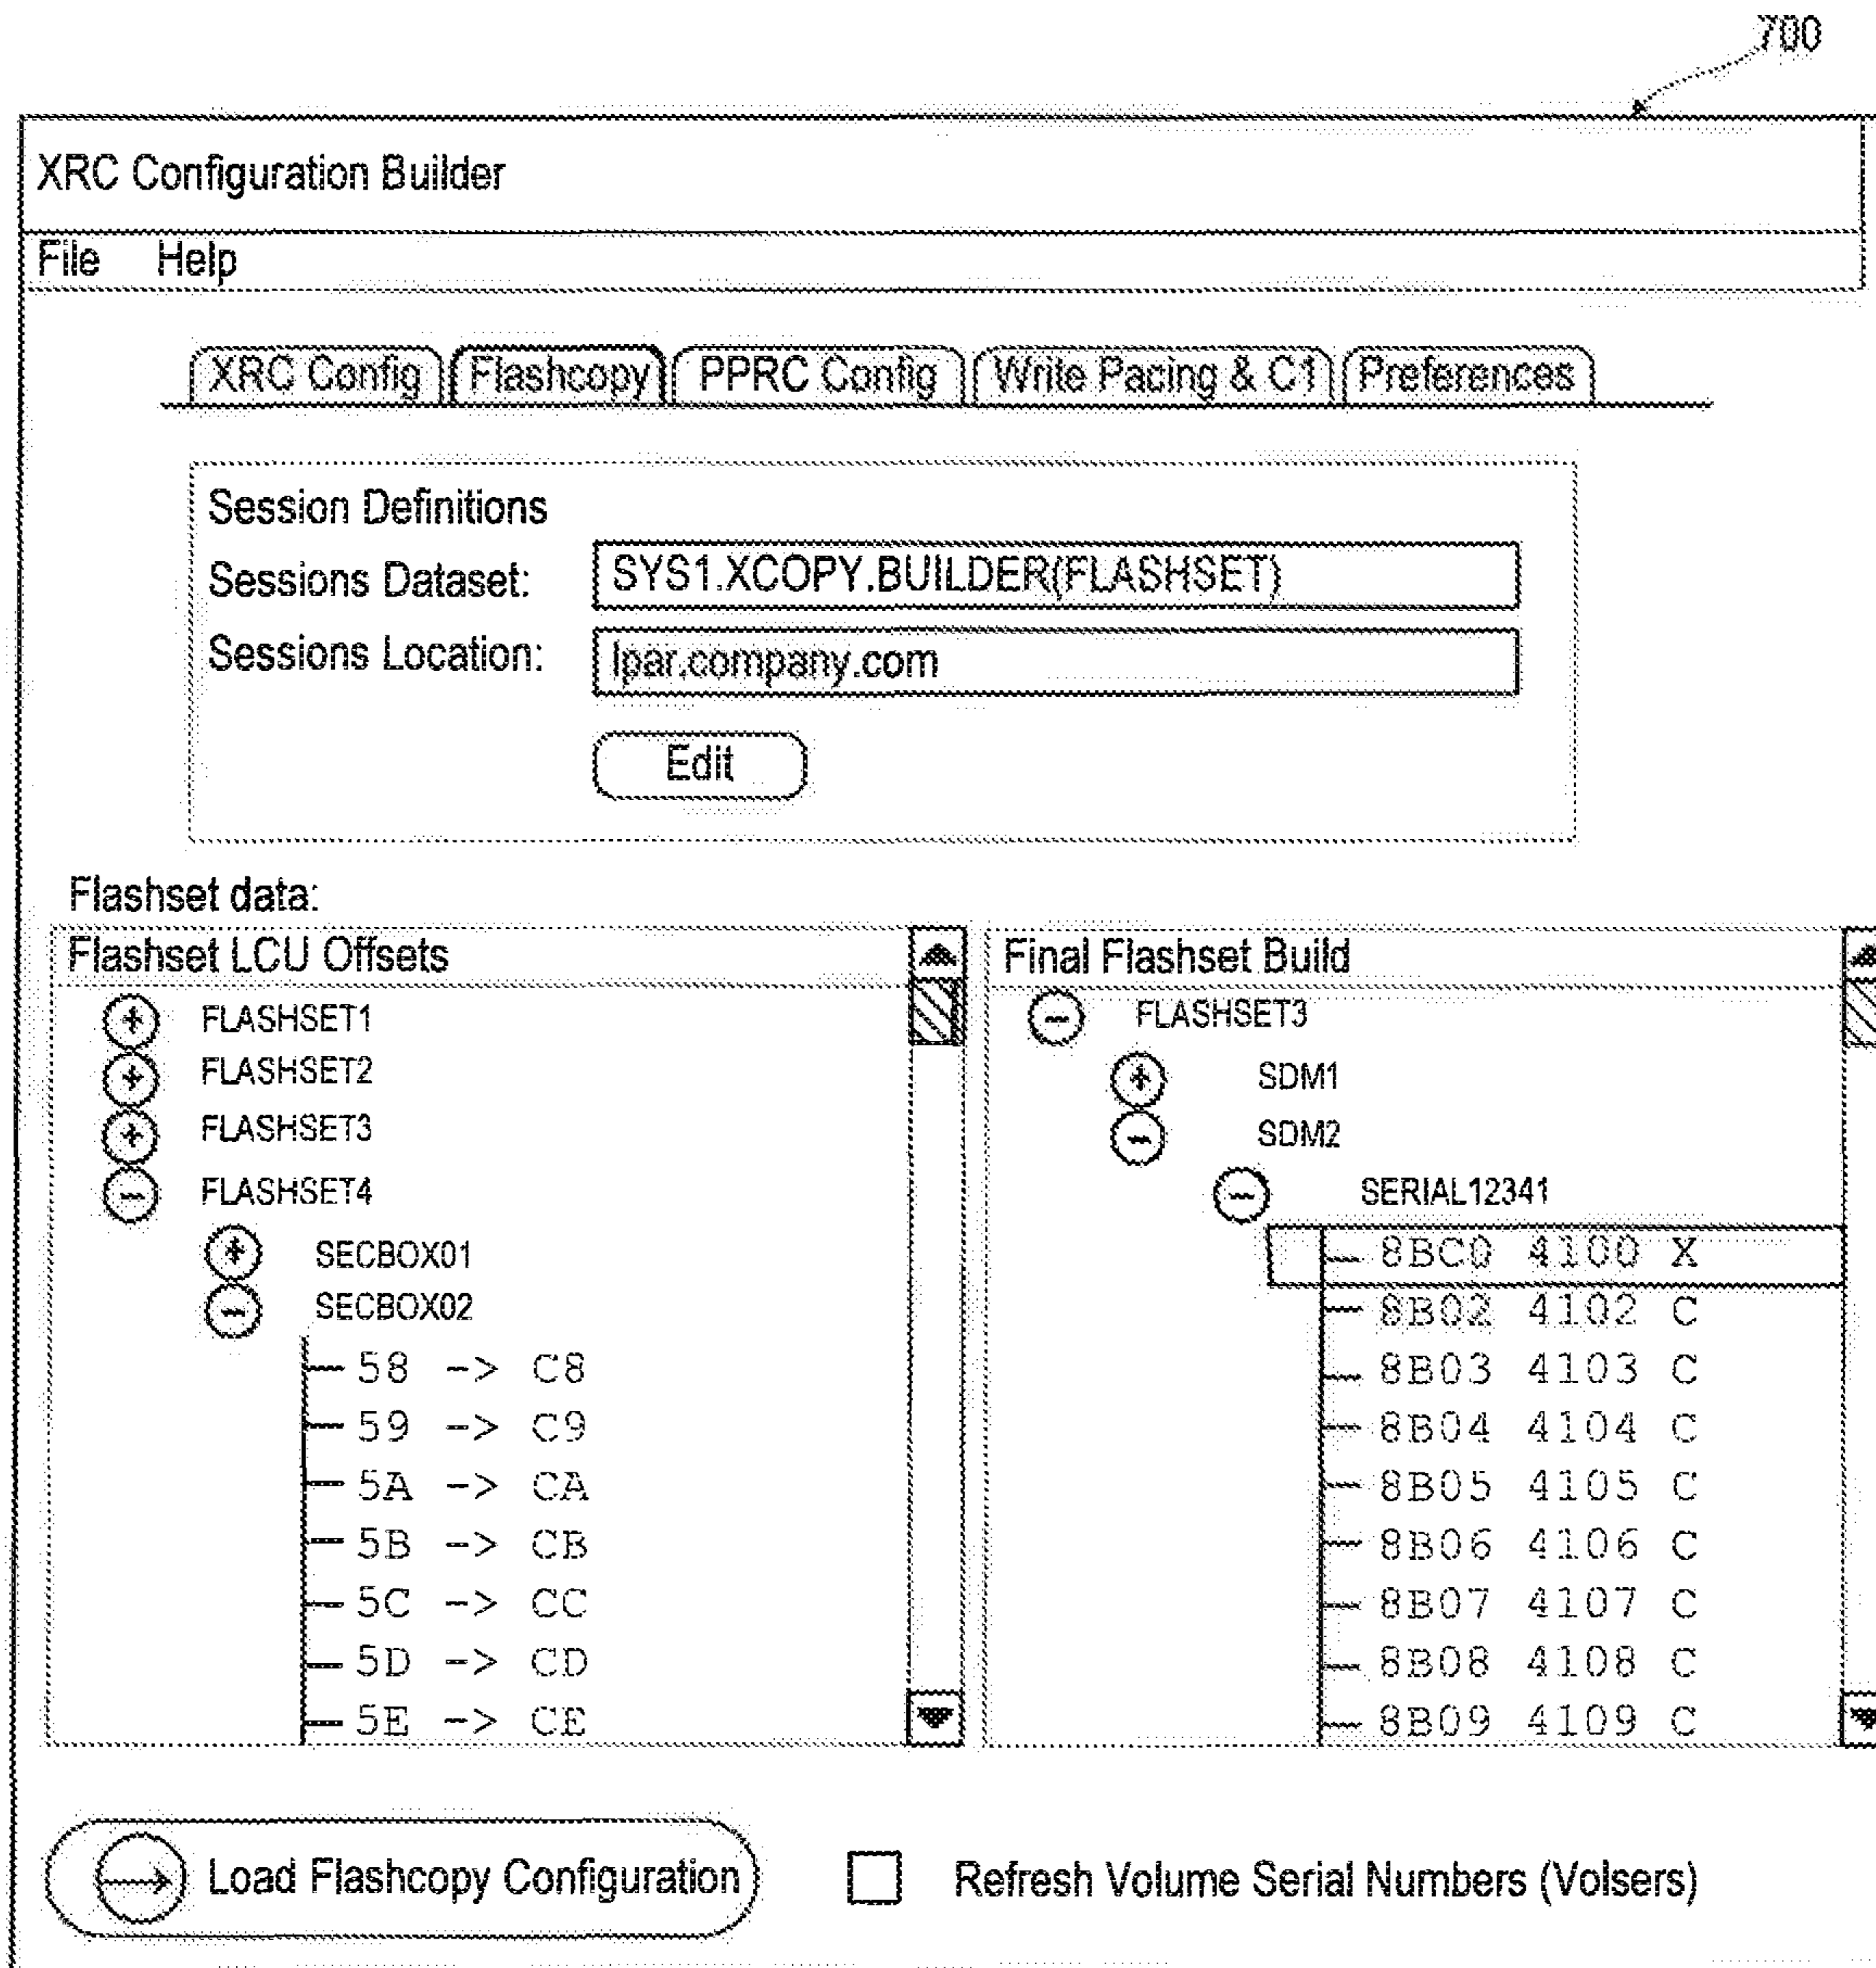 700
XRC Configuration Builder
File Help
XRC Config Flashcopy PPRC Config Write Pacing & C1 Preferences
Session Definitions
Sessions Dataset: SYS1.XCOPY.BUILDER(FLASHSET)
Sessions Location: lpar.company.com
Edit
Flashset data:
Flashset LCU Offsets
+ FLASHSET1
+ FLASHSET2
+ FLASHSET3
- FLASHSET4
+ SECBOX01
- SECBOX02
58 -> C8
59 -> C9
5A -> CA
5B -> CB
5C -> CC
5D -> CD
5E -> CE
Final Flashset Build
- FLASHSET3
+ SDM1
- SDM2
- SERIAL12341
8BC0 4100 X
8B02 4102 C
8B03 4103 C
8B04 4104 C
8B05 4105 C
8B06 4106 C
8B07 4107 C
8B08 4108 C
8B09 4109 C
Load Flashcopy Configuration
Refresh Volume Serial Numbers (Volsers)